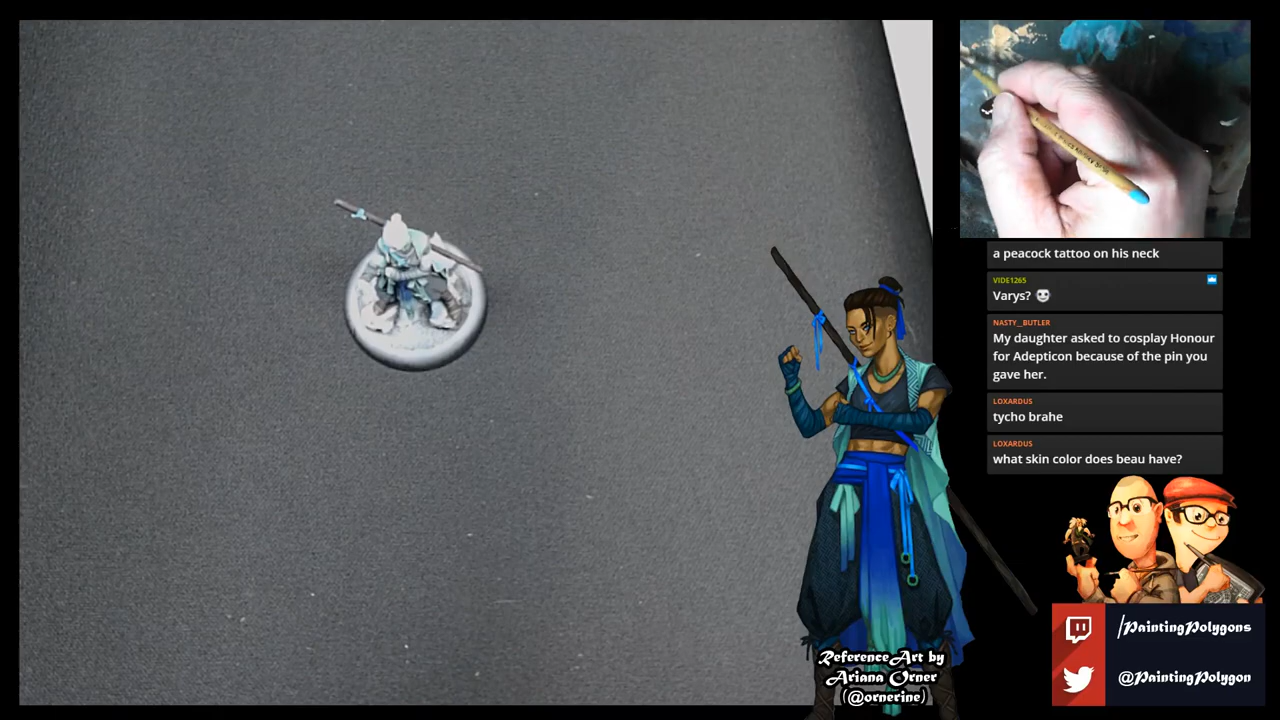 a peacock tattoo on his neck
VIDE1265
Varys?
NASTY__BUTLER
My daughter asked to cosplay Honour
for Adepticon because of the pin you
gave her.
LOXARDUS
tycho brahe
LOXARDUS
what skin color does beau have?
Reference Art by
Ariana Orner
(@ornerine)
/PaintingPolygons
@PaintingPolygon